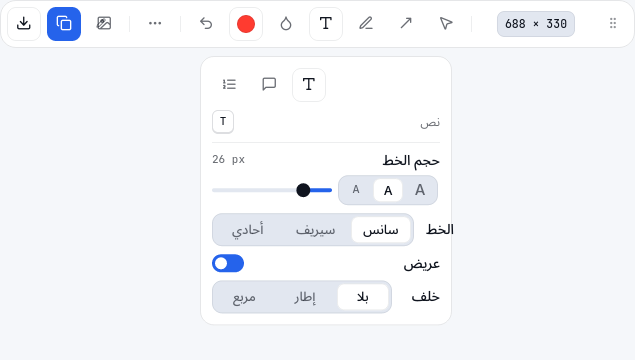 688 × 330
T
نص T
حجم الخط 26 px
A A A
الخط سانس سيريف أحادي
عريض
خلف بلا إطار مربع